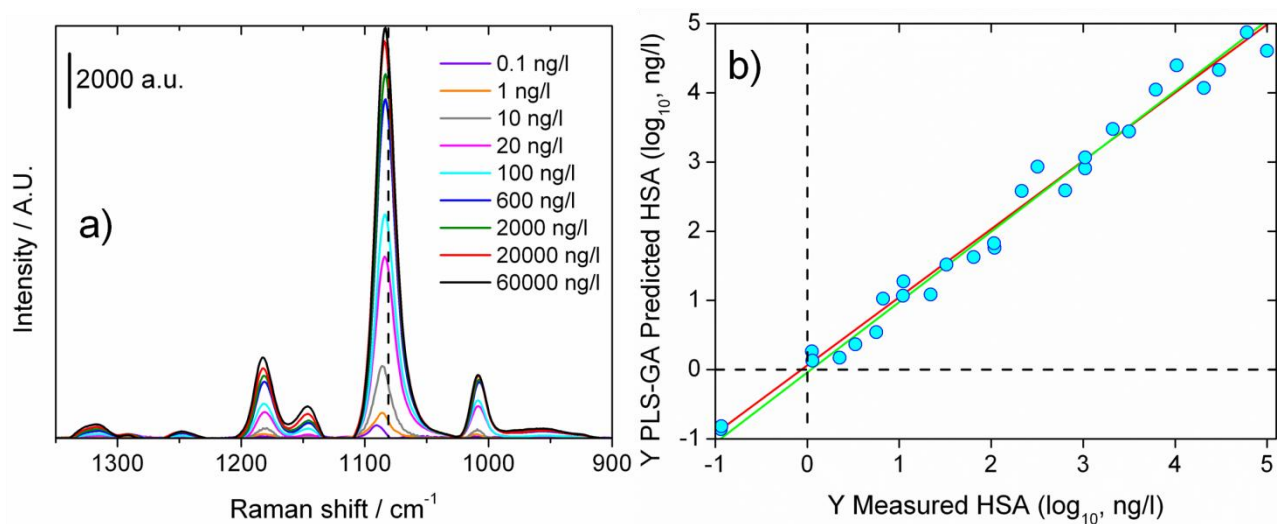 2000 a.u.
a)
0.1 ng/l
1 ng/l
10 ng/l
20 ng/l
100 ng/l
600 ng/l
2000 ng/l
20000 ng/l
60000 ng/l
Intensity / A.U.
1300 1200 1100 1000 900
Raman shift / cm⁻¹
b)
Y PLS-GA Predicted HSA (log₁₀, ng/l)
5
4
3
2
1
0
-1
-1 0 1 2 3 4 5
Y Measured HSA (log₁₀, ng/l)